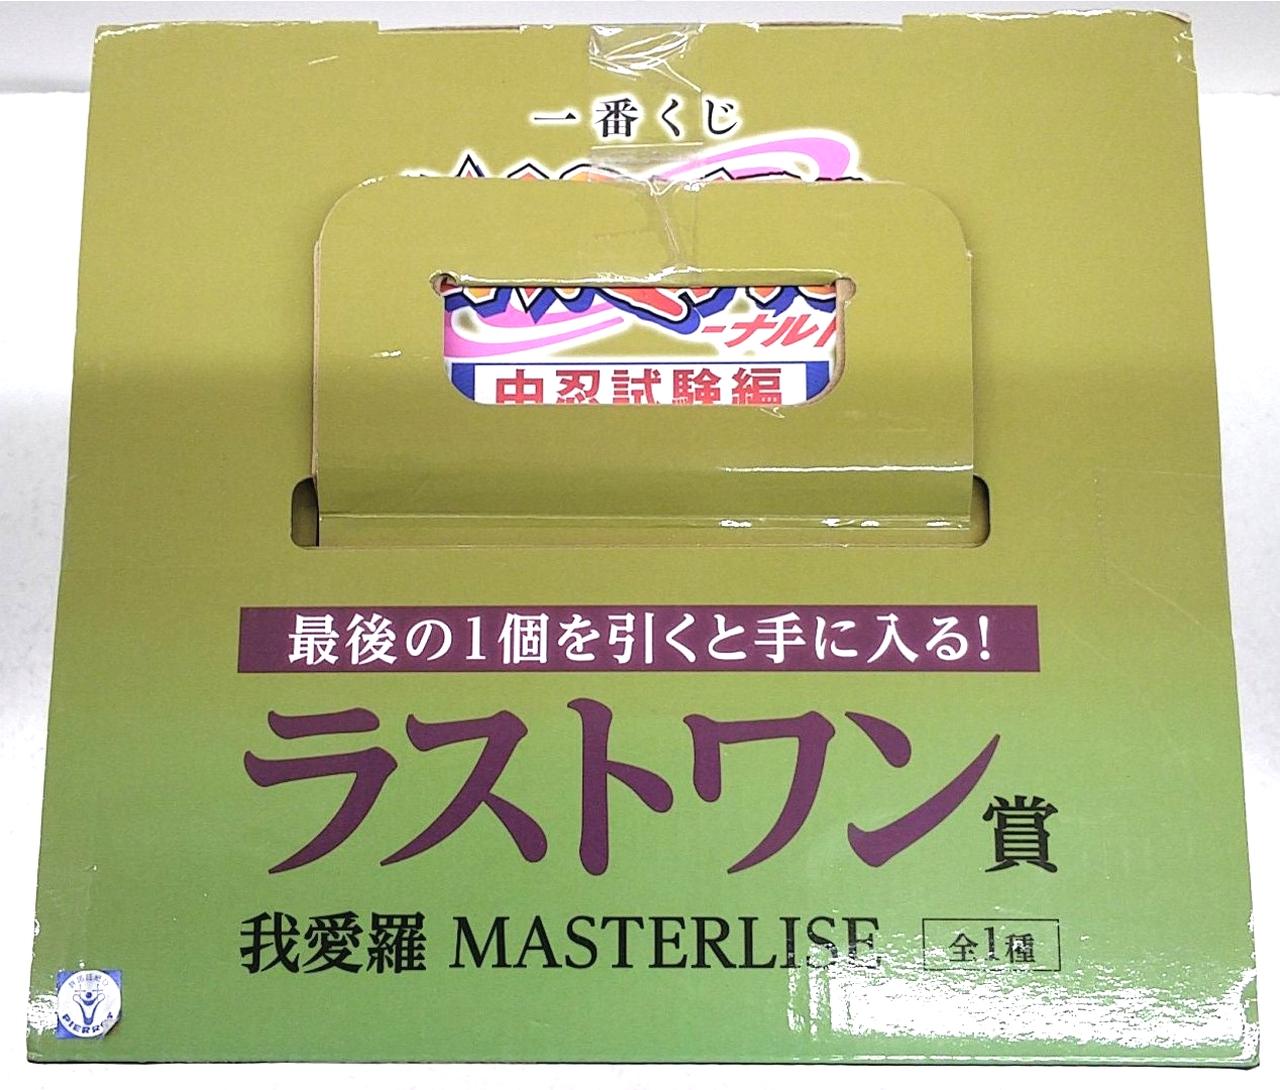 一番くじ
ーナル
中忍試験編
最後の1個を引くと手に入る!
ラストワン賞
我愛羅 MASTERLISE 全1種
PIERROT